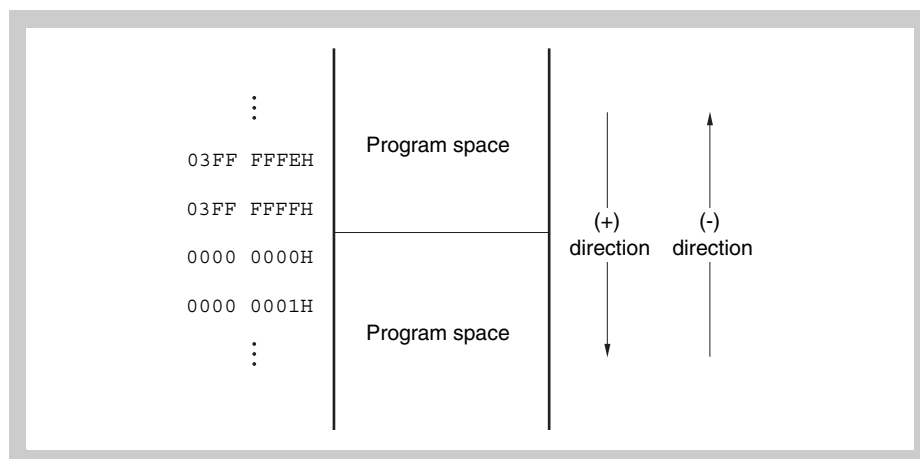 ⋮
03FF FFFEH
03FF FFFFH
0000 0000H
0000 0001H
⋮
Program space
Program space
(+)
direction
(-)
direction